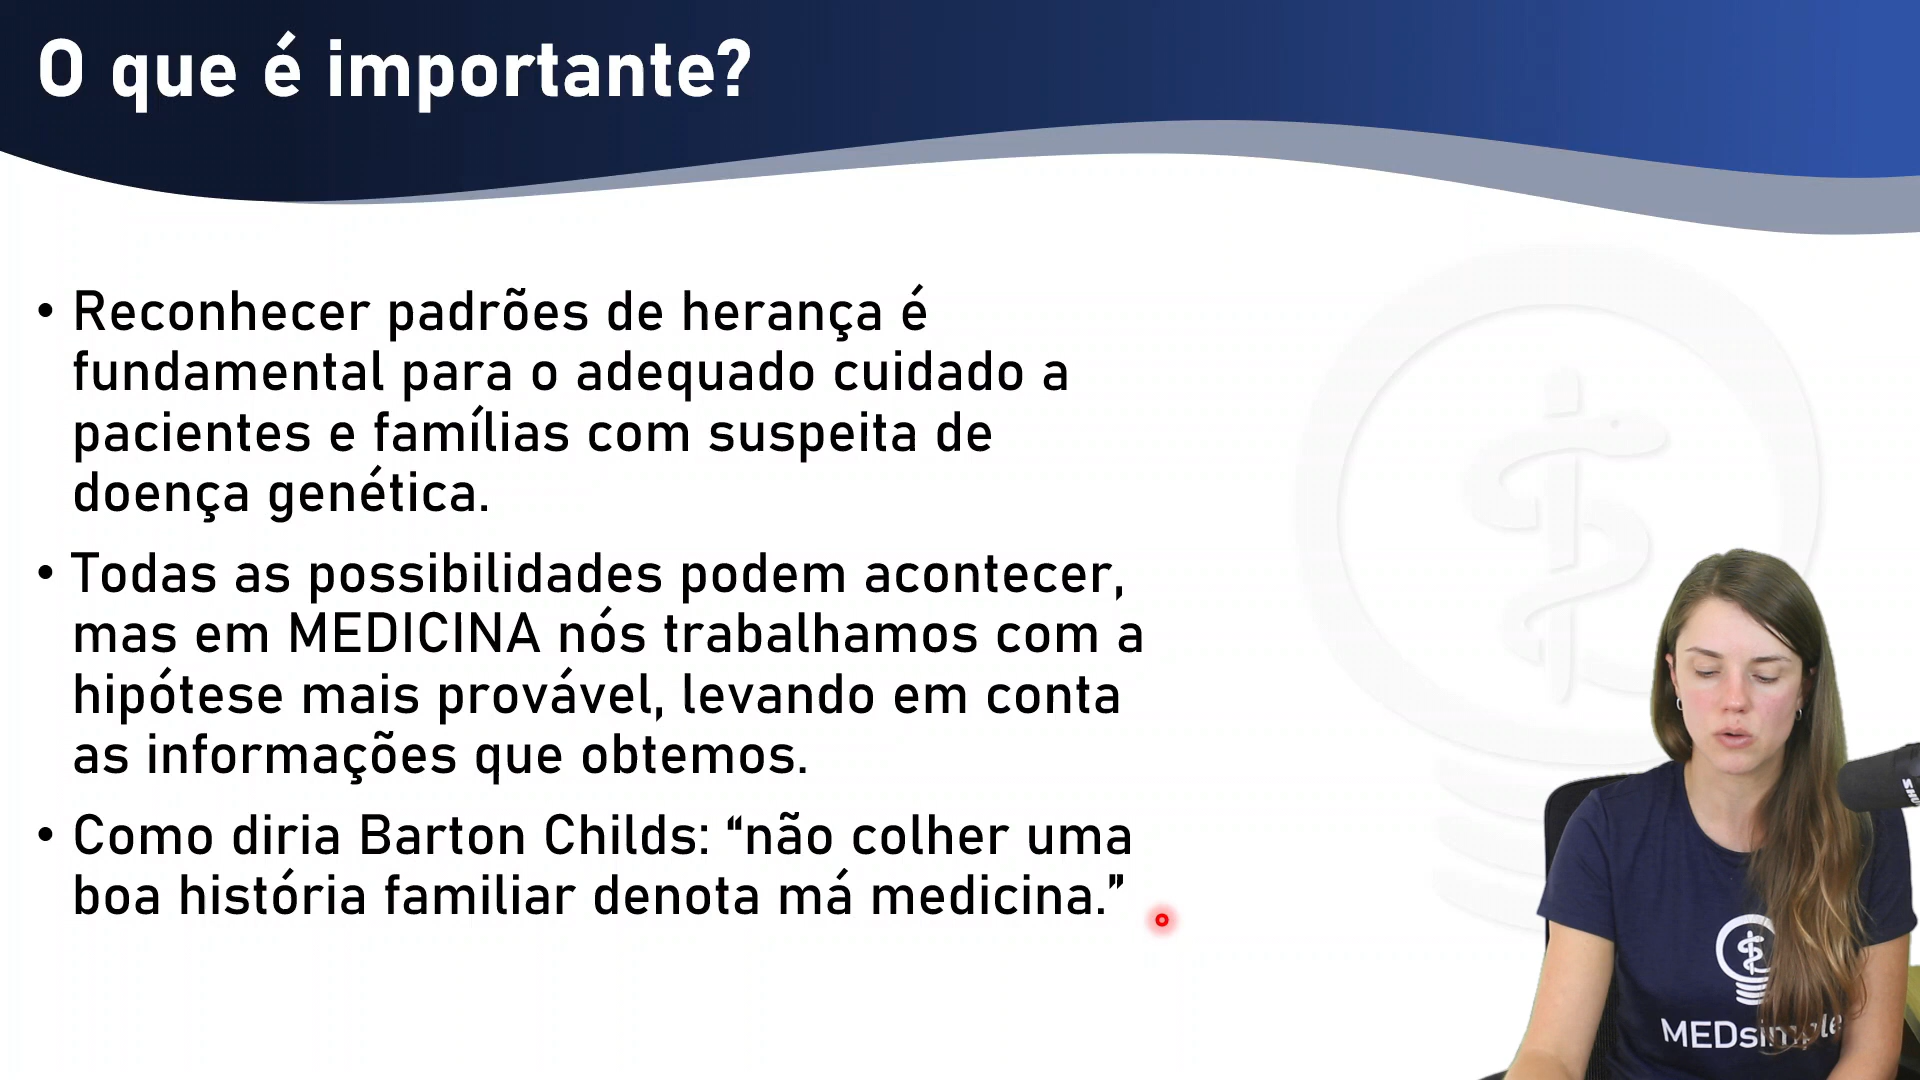 O que é importante?
• Reconhecer padrões de herança é
fundamental para o adequado cuidado a
pacientes e famílias com suspeita de
doença genética.
• Todas as possibilidades podem acontecer,
mas em MEDICINA nós trabalhamos com a
hipótese mais provável, levando em conta
as informações que obtemos.
• Como diria Barton Childs: “não colher uma
boa história familiar denota má medicina.”
MEDsimple